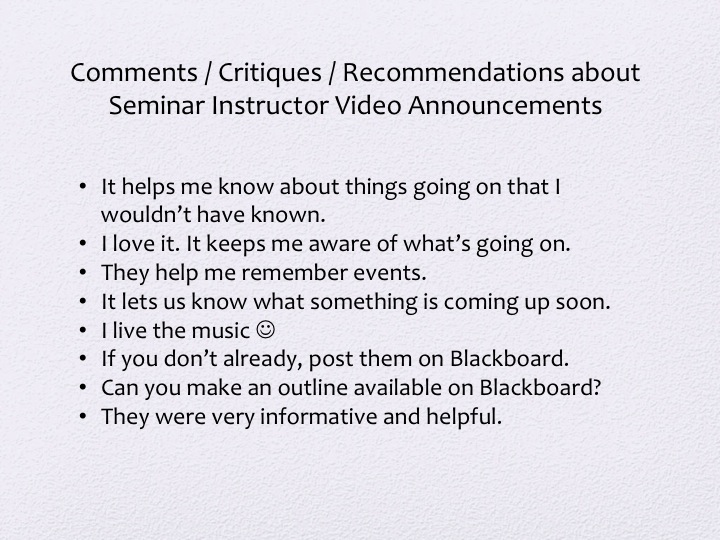 Comments / Critiques / Recommendations about
Seminar Instructor Video Announcements
• It helps me know about things going on that I
wouldn’t have known.
• I love it. It keeps me aware of what’s going on.
• They help me remember events.
• It lets us know what something is coming up soon.
• I live the music ☺
• If you don’t already, post them on Blackboard.
• Can you make an outline available on Blackboard?
• They were very informative and helpful.